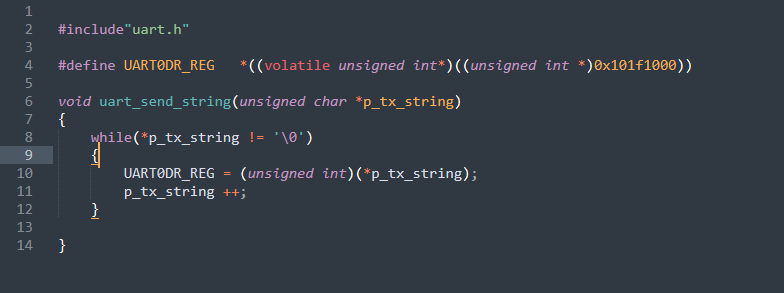 1
2 #include"uart.h"
3
4 #define UART0DR_REG   *((volatile unsigned int*)((unsigned int *)0x101f1000))
5
6 void uart_send_string(unsigned char *p_tx_string)
7 {
8     while(*p_tx_string != '\0')
9     {
10         UART0DR_REG = (unsigned int)(*p_tx_string);
11         p_tx_string ++;
12     }
13
14 }